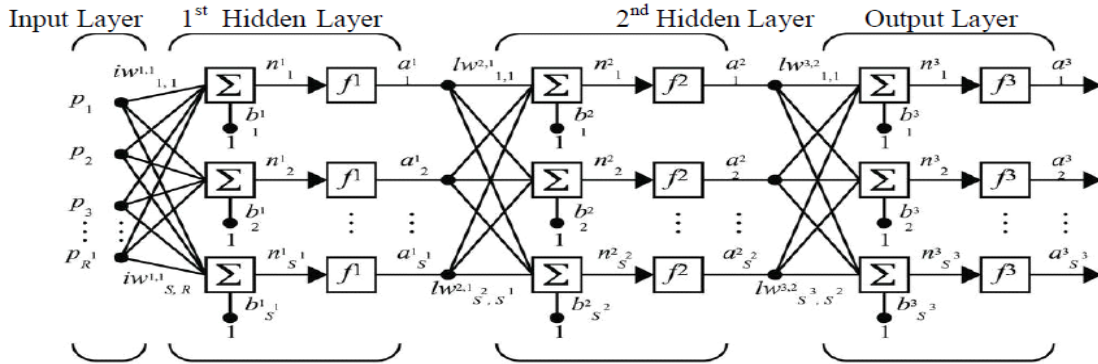 Input Layer 1st Hidden Layer 2nd Hidden Layer Output Layer
iw1,1 1,1 n1 1 f1 a1 1 lw2,1 1,1 n2 1 f2 a2 1 lw3,2 1,1 n3 1 f3 a3 1
p1 Σ Σ Σ
b1 1 b2 1 b3 1
1 1 1
p2 Σ n1 2 f1 a1 2 Σ n2 2 f2 a2 2 Σ n3 2 f3 a3 2
p3 b1 2 b2 2 b3 2
1 1 1
pR1 Σ n1 S1 f1 a1 S1 Σ n2 S2 f2 a2 S2 Σ n3 S3 f3 a3 S3
iw1,1 S, R b1 S1 lw2,1 S2, S1 b2 S2 lw3,2 S3, S2 b3 S3
1 1 1